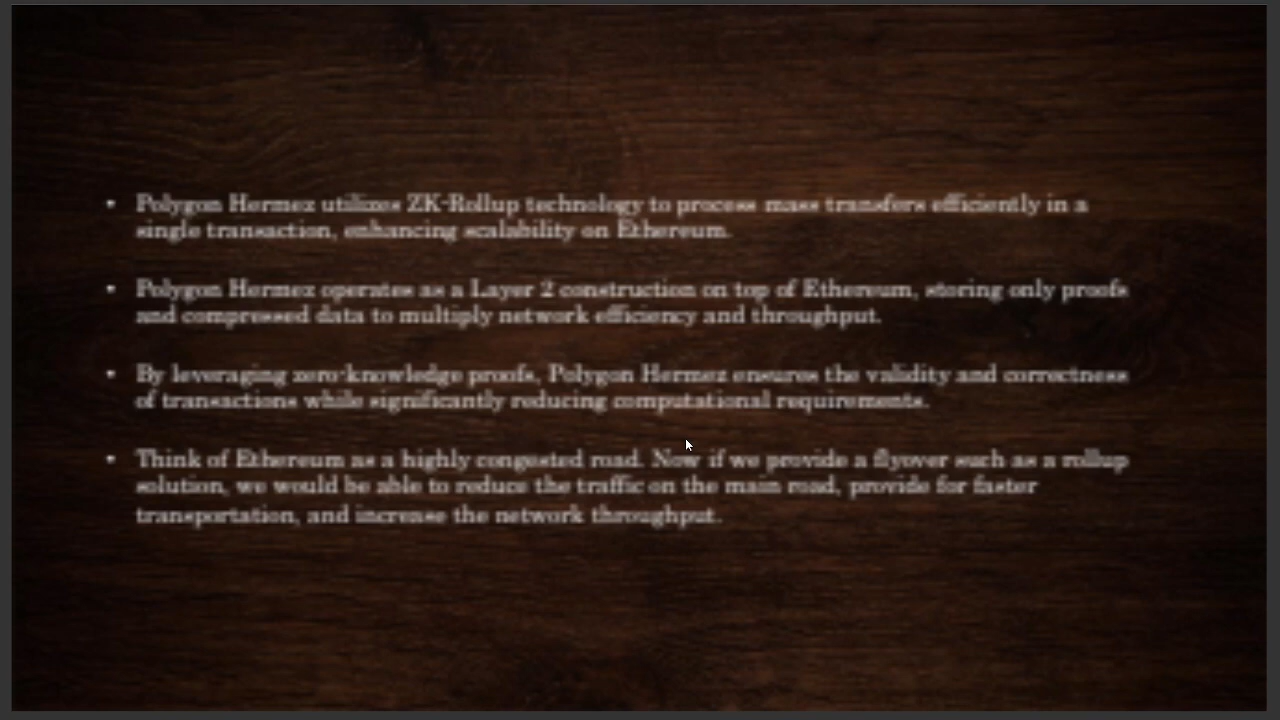 • Polygon Hermez utilizes ZK-Rollup technology to process mass transfers efficiently in a
single transaction, enhancing scalability on Ethereum.
• Polygon Hermez operates as a Layer 2 construction on top of Ethereum, storing only proofs
and compressed data to multiply network efficiency and throughput.
• By leveraging zero-knowledge proofs, Polygon Hermez ensures the validity and correctness
of transactions while significantly reducing computational requirements.
• Think of Ethereum as a highly congested road. Now if we provide a flyover such as a rollup
solution, we would be able to reduce the traffic on the main road, provide for faster
transportation, and increase the network throughput.